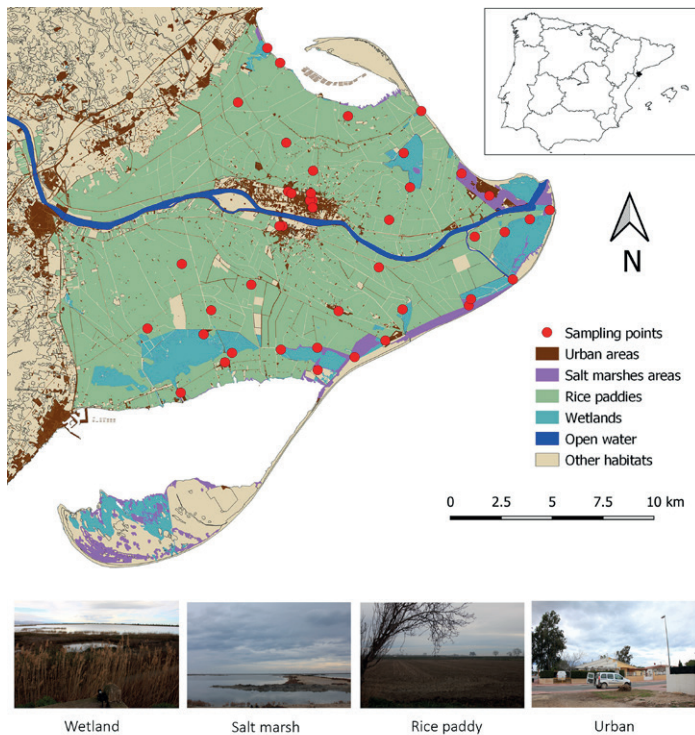 N
Sampling points
Urban areas
Salt marshes areas
Rice paddies
Wetlands
Open water
Other habitats
0 2.5 5 7.5 10 km
Wetland Salt marsh Rice paddy Urban